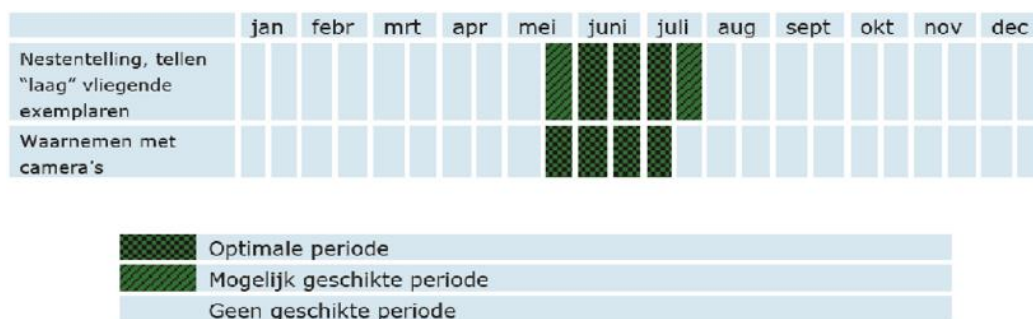 jan febr mrt apr mei juni juli aug sept okt nov dec
Nestentelling, tellen
“laag” vliegende
exemplaren
Waarnemen met
camera's
Optimale periode
Mogelijk geschikte periode
Geen geschikte periode